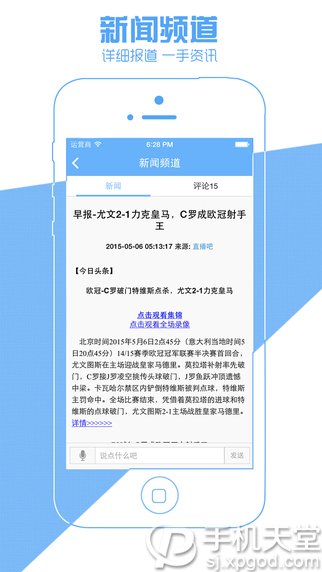 新闻频道
详细报道 一手资讯
运营商 6:28 PM
新闻频道
新闻 评论15
早报-尤文2-1力克皇马，C罗成欧冠射手
王
2015-05-06 05:13:17 来源: 直播吧
【今日头条】
欧冠-C罗破门特维斯点杀，尤文2-1力克皇马
点击观看集锦
点击观看全场录像
北京时间2015年5月6日2点45分（意大利当地时间5
日20点45分）14/15赛季欧冠冠军联赛半决赛首回合，
尤文图斯在主场迎战皇家马德里。莫拉塔补射率先破
门，C罗接J罗凌空挑传头球破门，J罗鱼跃冲顶遗憾
中梁。卡瓦哈尔禁区内铲倒特维斯被判点球，特维斯
主罚命中。全场比赛结束，凭借着莫拉塔的进球和特
维斯的点球破门，尤文图斯2-1主场战胜皇家马德里。
详情>>>>>>
说点什么吧 发送
手机天堂
sj.xpgod.com